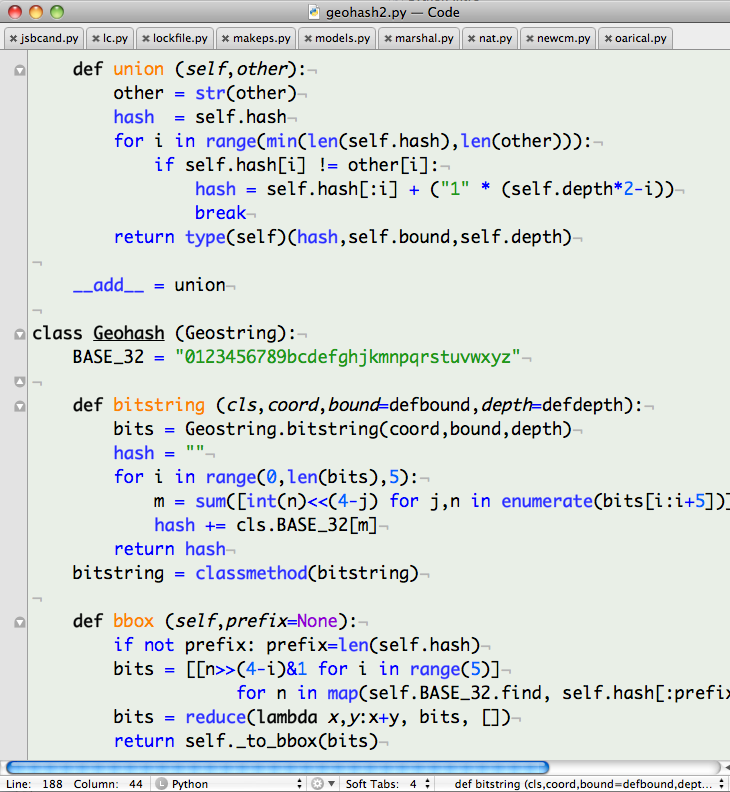 geohash2.py — Code
jsbcand.py lc.py lockfile.py makeps.py models.py marshal.py nat.py newcm.py oarical.py
def union (self,other):¬
other = str(other)¬
hash  = self.hash¬
for i in range(min(len(self.hash),len(other))):¬
if self.hash[i] != other[i]:¬
hash = self.hash[:i] + ("1" * (self.depth*2-i))¬
break¬
return type(self)(hash,self.bound,self.depth)¬
¬
__add__ = union¬
¬
class Geohash (Geostring):¬
BASE_32 = "0123456789bcdefghjkmnpqrstuvwxyz"¬
¬
def bitstring (cls,coord,bound=defbound,depth=defdepth):¬
bits = Geostring.bitstring(coord,bound,depth)¬
hash = ""¬
for i in range(0,len(bits),5):¬
m = sum([int(n)<<(4-j) for j,n in enumerate(bits[i:i+5])]
hash += cls.BASE_32[m]¬
return hash¬
bitstring = classmethod(bitstring)¬
¬
def bbox (self,prefix=None):¬
if not prefix: prefix=len(self.hash)¬
bits = [[n>>(4-i)&1 for i in range(5)]¬
for n in map(self.BASE_32.find, self.hash[:prefix
bits = reduce(lambda x,y:x+y, bits, [])¬
return self._to_bbox(bits)¬
Line: 188 Column: 44 L Python Soft Tabs: 4 def bitstring (cls,coord,bound=defbound,dept...